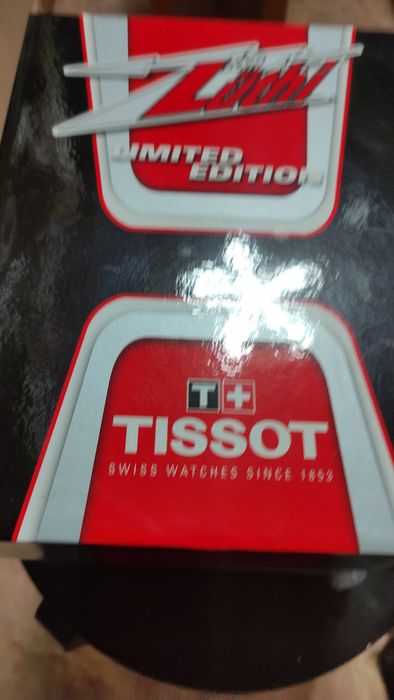 LIMITED
EDITION
T+
TISSOT
SWISS WATCHES SINCE 1853